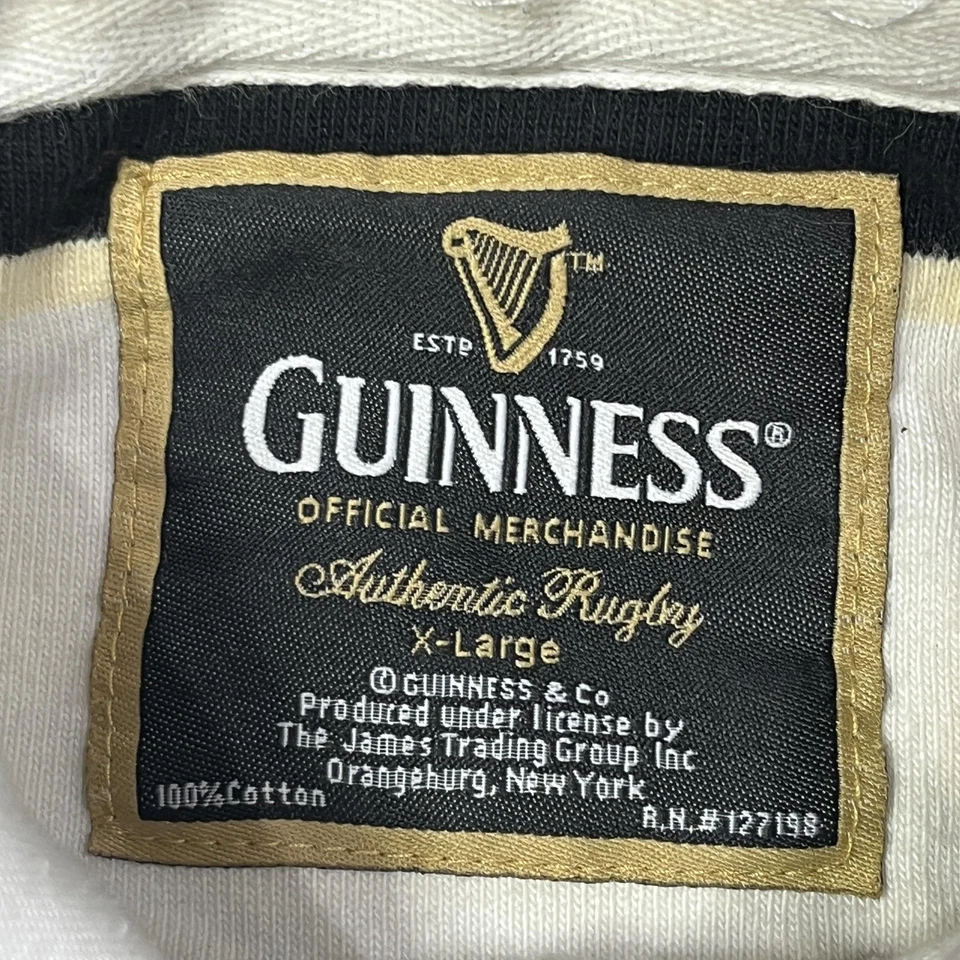 TM
ESTD 1759
GUINNESS®
OFFICIAL MERCHANDISE
Authentic Rugby
X-Large
© GUINNESS & Co
Produced under license by
The James Trading Group Inc
Orangeburg, New York
100% Cotton
R.N.# 127198